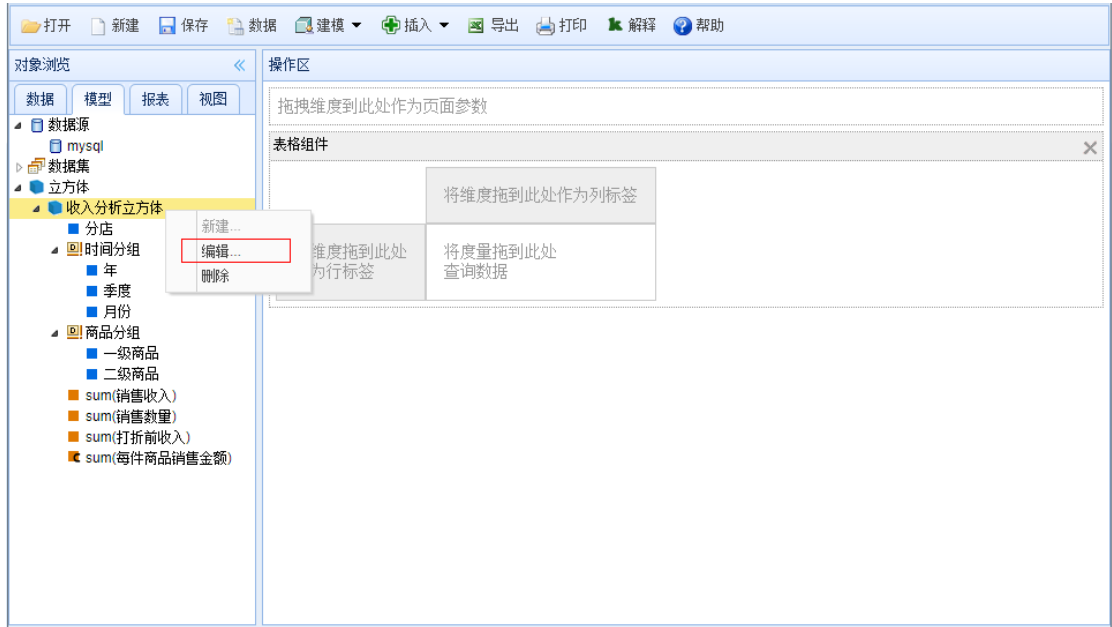 打开 新建 保存 数据 建模 插入 导出 打印 解释 帮助
对象浏览
操作区
数据 模型 报表 视图
拖拽维度到此处作为页面参数
数据源
mysql
数据集
立方体
收入分析立方体
分店
时间分组
年
季度
月份
商品分组
一级商品
二级商品
sum(销售收入)
sum(销售数量)
sum(打折前收入)
sum(每件商品销售金额)
新建...
编辑...
删除
表格组件
将维度拖到此处作为列标签
维度拖到此处
为行标签
将度量拖到此处
查询数据